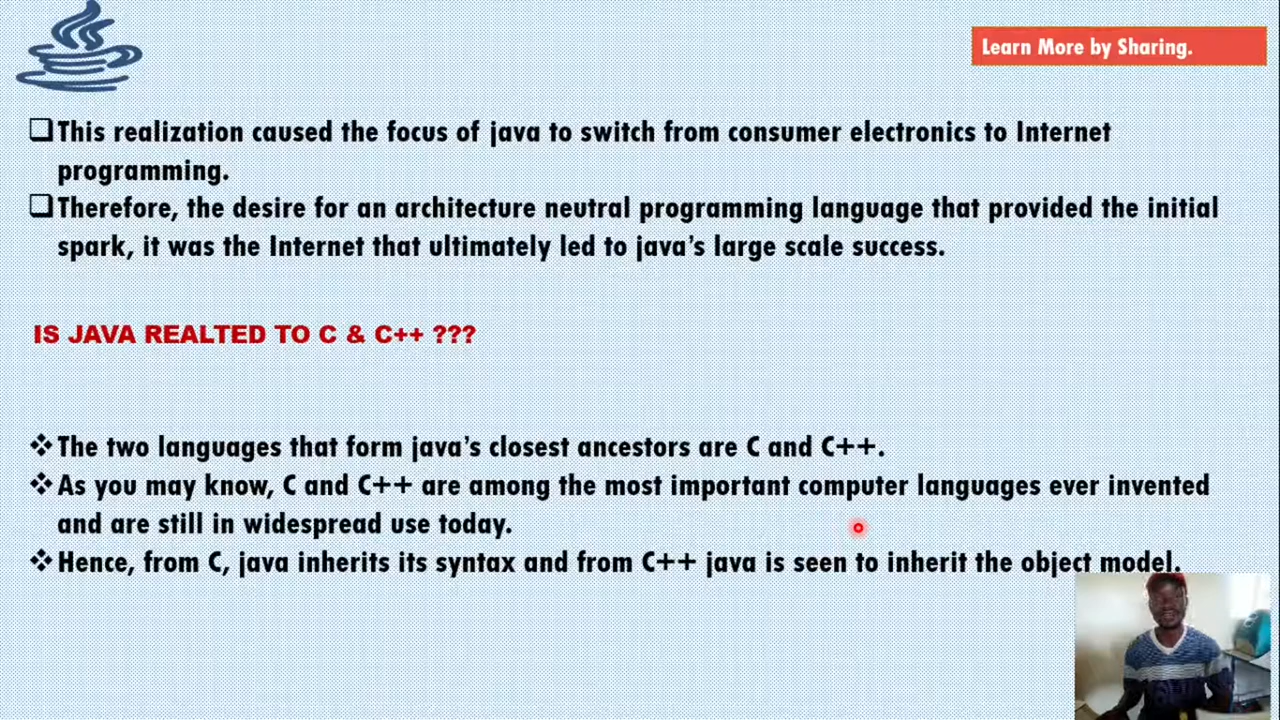 Learn More by Sharing.
This realization caused the focus of java to switch from consumer electronics to Internet
programming.
Therefore, the desire for an architecture neutral programming language that provided the initial
spark, it was the Internet that ultimately led to java’s large scale success.
IS JAVA REALTED TO C & C++ ???
The two languages that form java’s closest ancestors are C and C++.
As you may know, C and C++ are among the most important computer languages ever invented
and are still in widespread use today.
Hence, from C, java inherits its syntax and from C++ java is seen to inherit the object model.